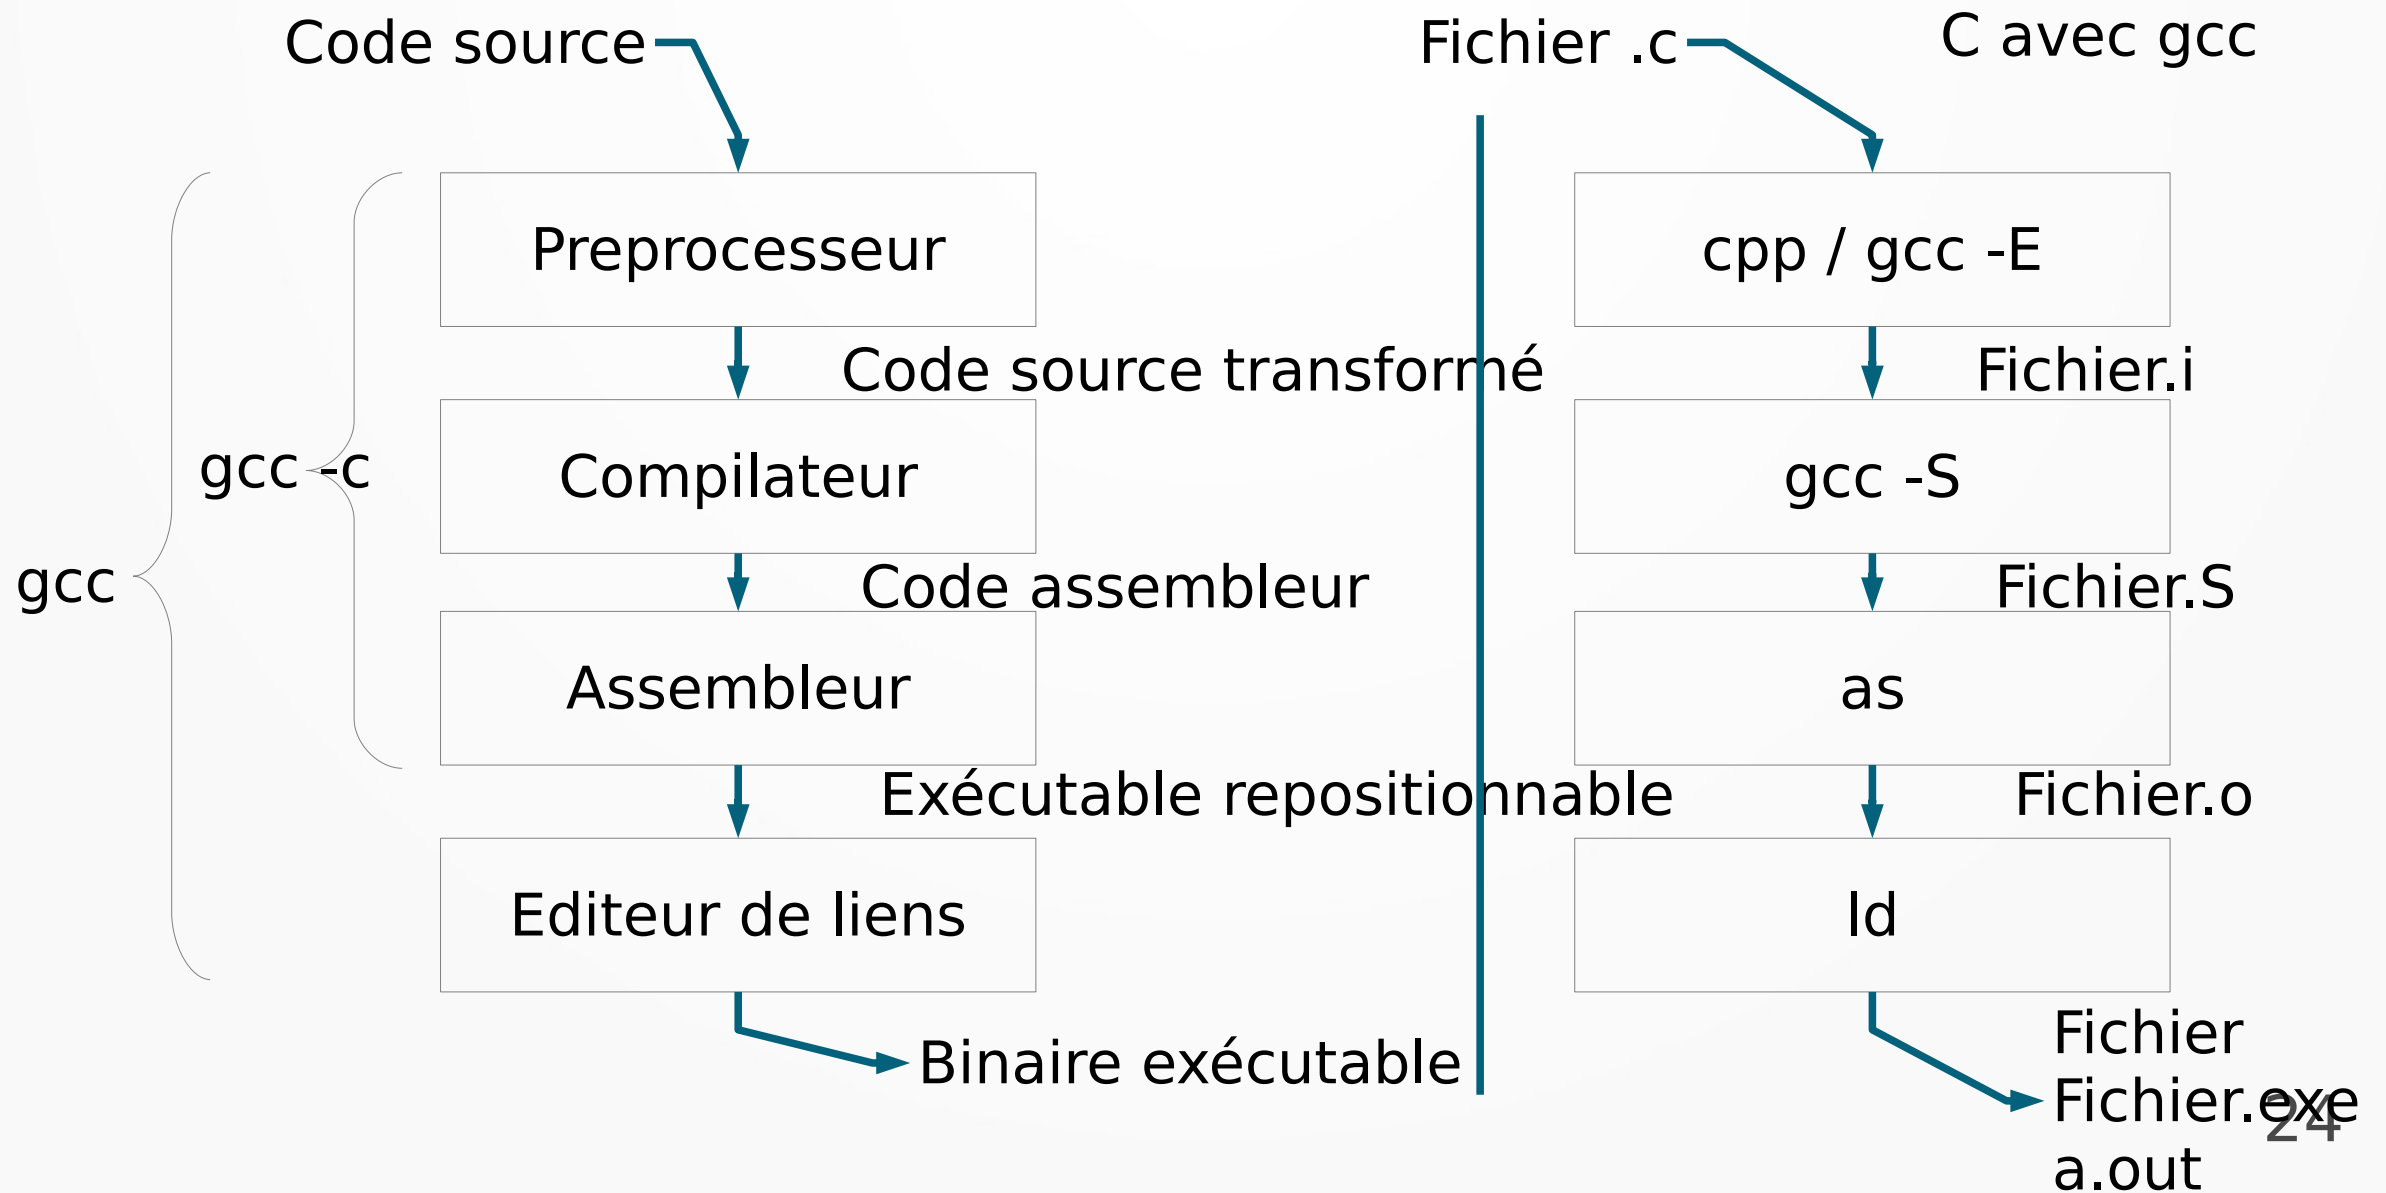 Code source
Fichier .c
C avec gcc
Preprocesseur
cpp / gcc -E
Code source transformé
Fichier.i
gcc -c
Compilateur
gcc -S
gcc
Code assembleur
Fichier.S
Assembleur
as
Exécutable repositionnable
Fichier.o
Editeur de liens
ld
Binaire exécutable
Fichier
Fichier.exe
a.out
24